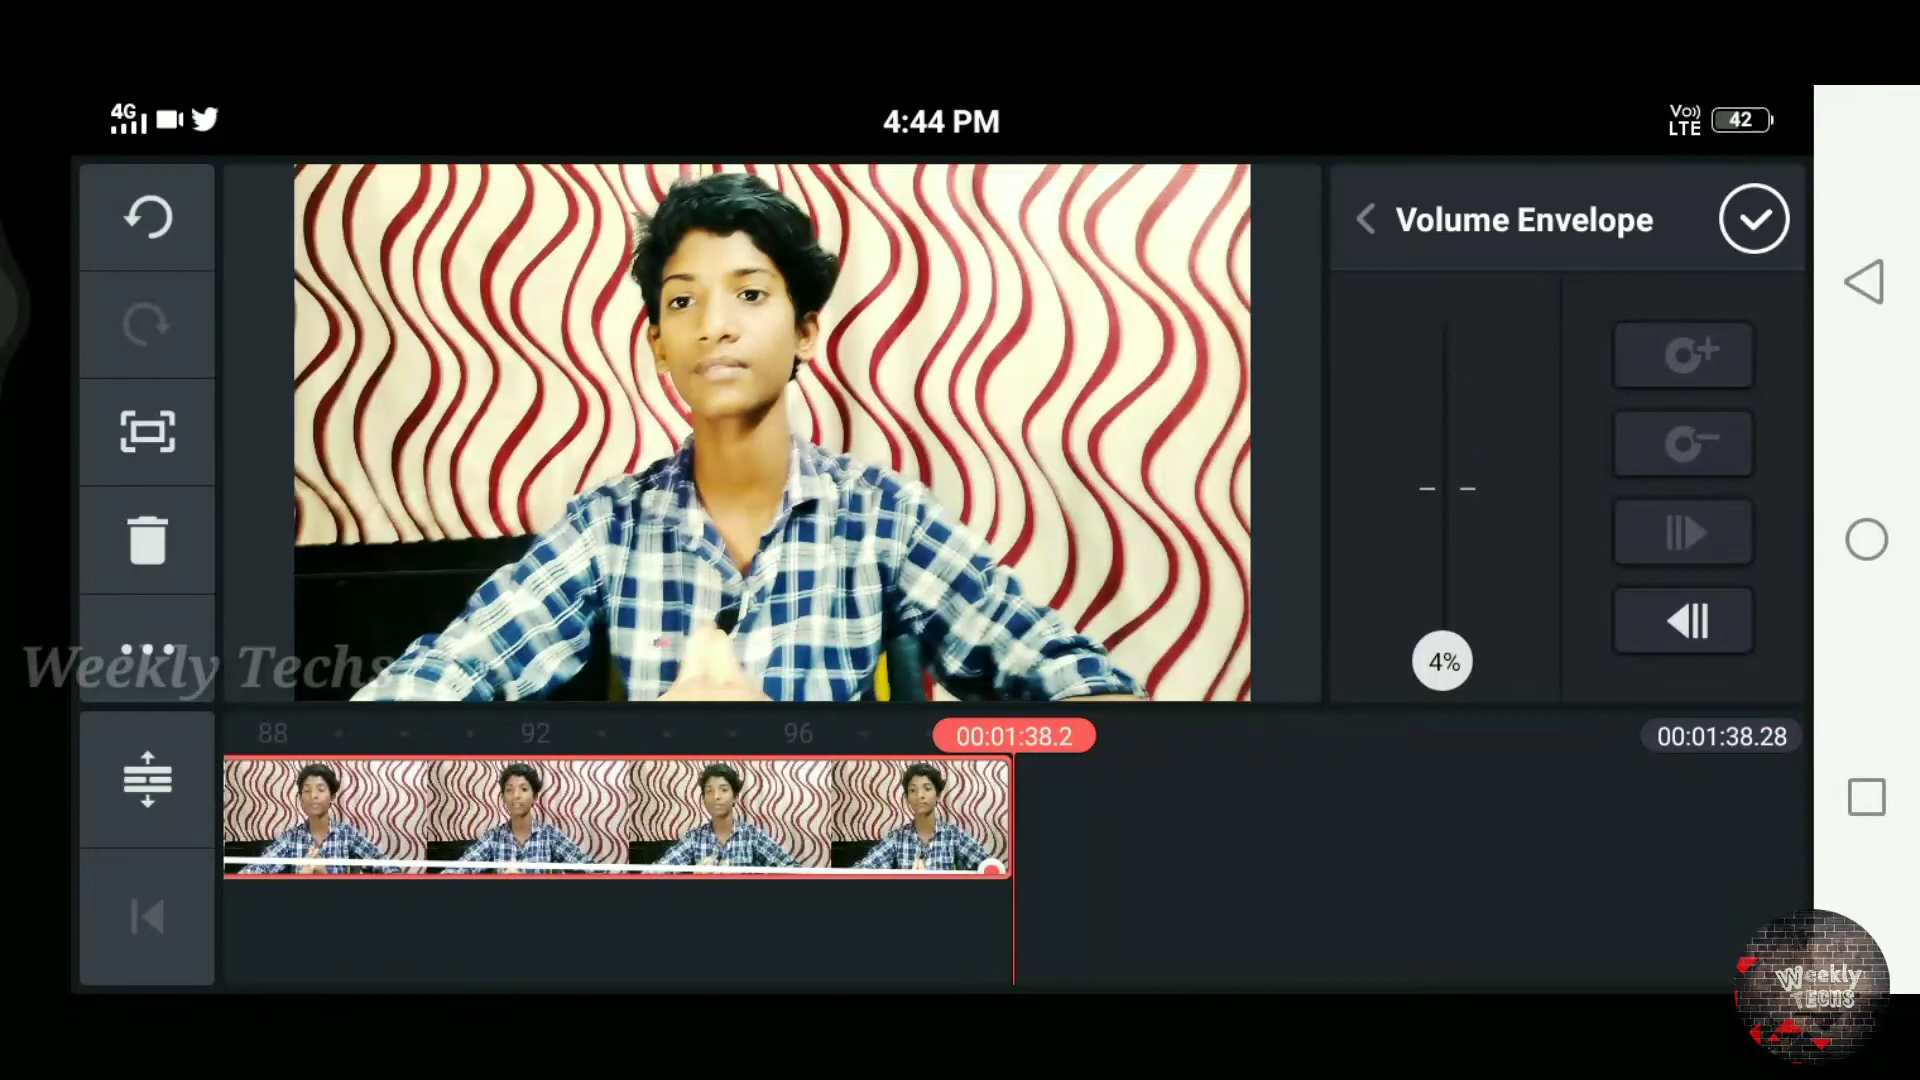 4G
4:44 PM
Vo))
LTE
42
Volume Envelope
4%
Weekly Techs
88
92
96
00:01:38.2
00:01:38.28
Weekly
TECHS